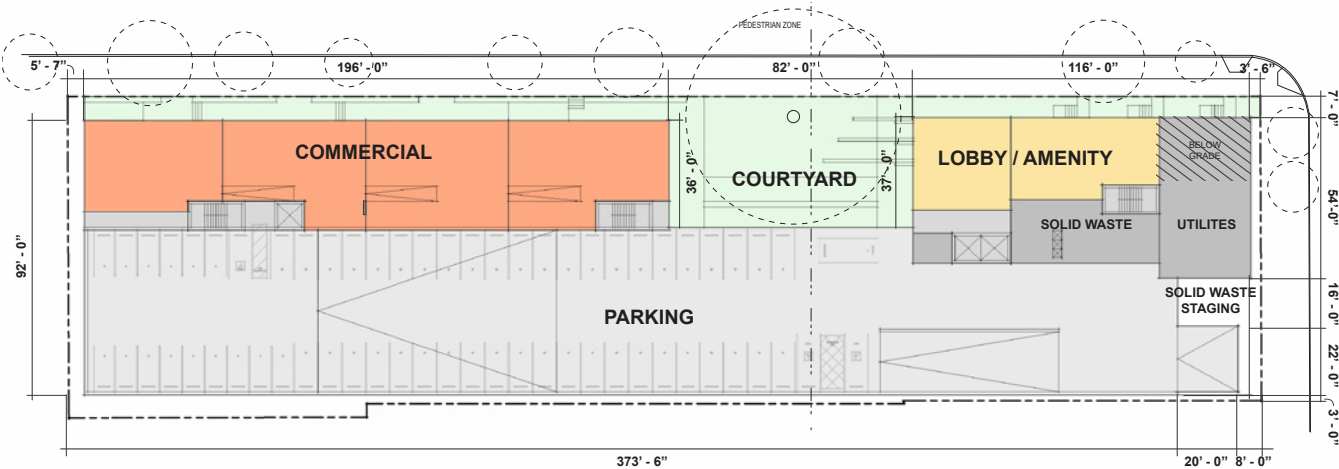 PEDESTRIAN ZONE
5' - 7"
196' - 0"
82' - 0"
116' - 0"
3' - 6"
7' - 0"
COMMERCIAL
COURTYARD
LOBBY / AMENITY
BELOW
GRADE
36' - 0"
37' - 0"
54'-0"
SOLID WASTE
UTILITES
92' - 0"
PARKING
SOLID WASTE
STAGING
16' - 0"
22' - 0"
3' - 0"
373' - 6"
20' - 0"
8' - 0"